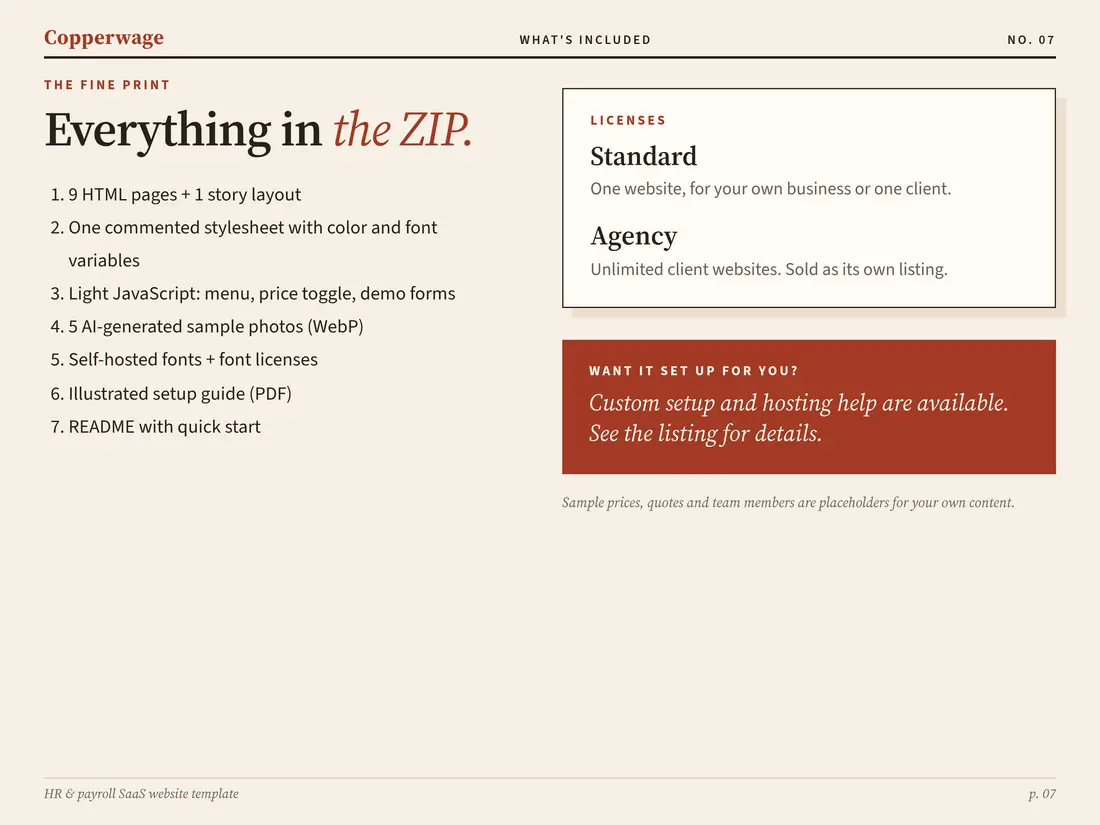 Copperwage
WHAT'S INCLUDED
NO. 07
THE FINE PRINT
Everything in the ZIP.
1. 9 HTML pages + 1 story layout
2. One commented stylesheet with color and font
variables
3. Light JavaScript: menu, price toggle, demo forms
4. 5 AI-generated sample photos (WebP)
5. Self-hosted fonts + font licenses
6. Illustrated setup guide (PDF)
7. README with quick start
LICENSES
Standard
One website, for your own business or one client.
Agency
Unlimited client websites. Sold as its own listing.
WANT IT SET UP FOR YOU?
Custom setup and hosting help are available.
See the listing for details.
Sample prices, quotes and team members are placeholders for your own content.
HR & payroll SaaS website template
p. 07